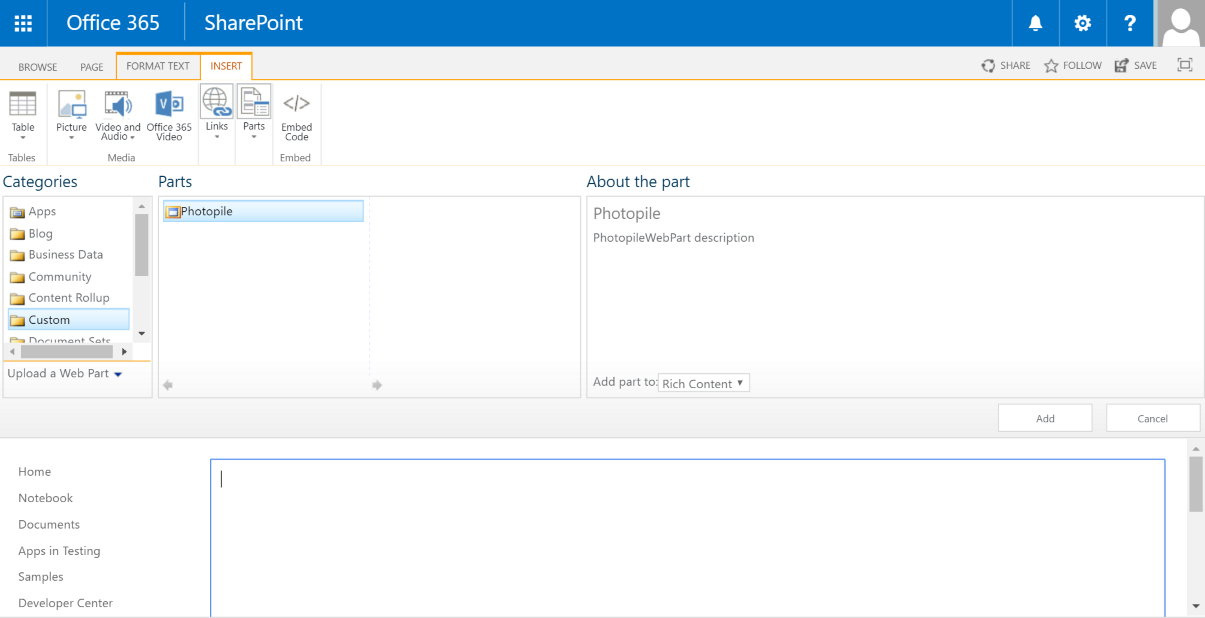 Office 365 SharePoint ?
BROWSE PAGE FORMAT TEXT INSERT SHARE FOLLOW SAVE
Table Picture Video and Audio Office 365 Video Links Parts </> Embed Code
Tables Media Embed
Categories Parts About the part
Apps Photopile Photopile
Blog PhotopileWebPart description
Business Data
Community
Content Rollup
Custom
Document Sets
Upload a Web Part Add part to: Rich Content
Add Cancel
Home
Notebook
Documents
Apps in Testing
Samples
Developer Center